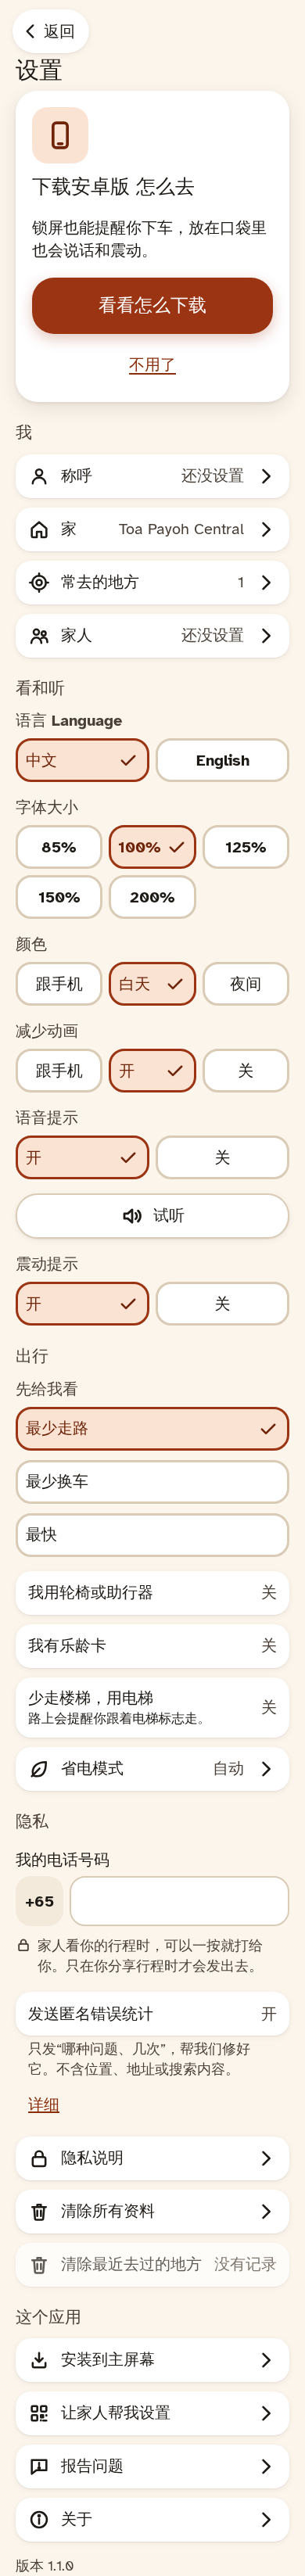 返回
设置
下载安卓版 怎么去
锁屏也能提醒你下车，放在口袋里
也会说话和震动。
看看怎么下载
不用了
我
称呼 还没设置
家 Toa Payoh Central
常去的地方 1
家人 还没设置
看和听
语言 Language
中文 English
字体大小
85% 100% 125%
150% 200%
颜色
跟手机 白天 夜间
减少动画
跟手机 开 关
语音提示
开 关
试听
震动提示
开 关
出行
先给我看
最少走路
最少换车
最快
我用轮椅或助行器 关
我有乐龄卡 关
少走楼梯，用电梯 关
路上会提醒你跟着电梯标志走。
省电模式 自动
隐私
我的电话号码
+65
家人看你的行程时，可以一按就打给
你。只在你分享行程时才会发出去。
发送匿名错误统计 开
只发“哪种问题、几次”，帮我们修好
它。不含位置、地址或搜索内容。
详细
隐私说明
清除所有资料
清除最近去过的地方 没有记录
这个应用
安装到主屏幕
让家人帮我设置
报告问题
关于
版本 1.1.0